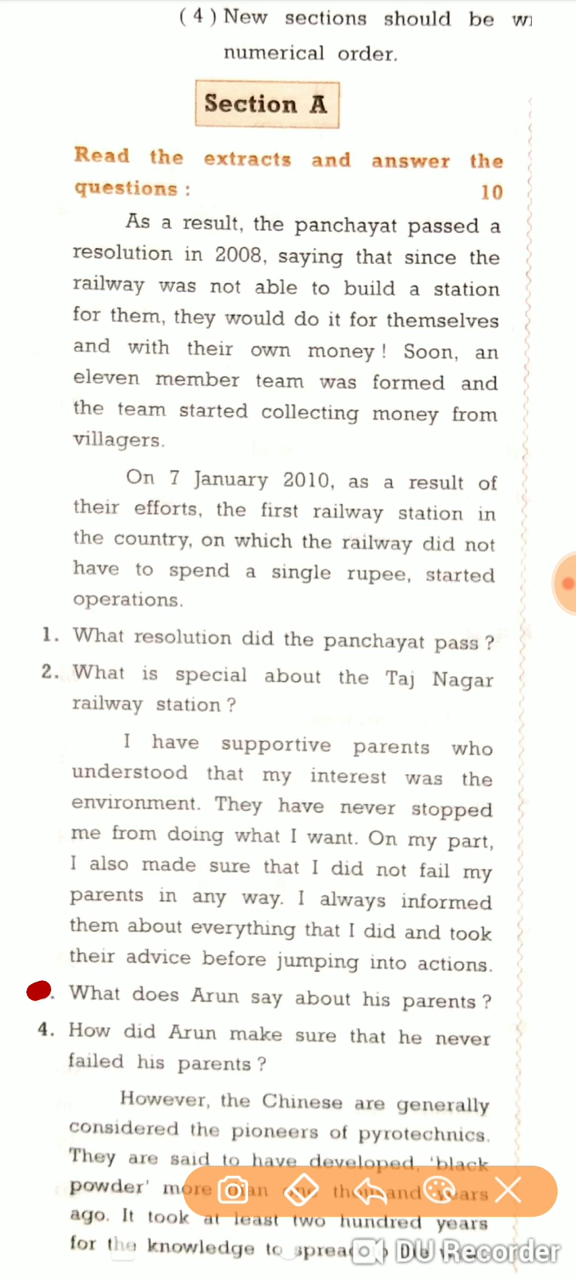 ( 4 ) New sections should be
numerical order.
Section A
Read the extracts and answer the
questions : 10
As a result, the panchayat passed a
resolution in 2008, saying that since the
railway was not able to build a station
for them, they would do it for themselves
and with their own money ! Soon, an
eleven member team was formed and
the team started collecting money from
villagers.
On 7 January 2010, as a result of
their efforts, the first railway station in
the country, on which the railway did not
have to spend a single rupee, started
operations.
1. What resolution did the panchayat pass ?
2. What is special about the Taj Nagar
railway station ?
I have supportive parents who
understood that my interest was the
environment. They have never stopped
me from doing what I want. On my part,
I also made sure that I did not fail my
parents in any way. I always informed
them about everything that I did and took
their advice before jumping into actions.
What does Arun say about his parents ?
4. How did Arun make sure that he never
failed his parents ?
However, the Chinese are generally
considered the pioneers of pyrotechnics.
They are said to have developed, 'black
powder' more than one thousand years
ago. It took at least two hundred years
for the knowledge to spread
DU Recorder